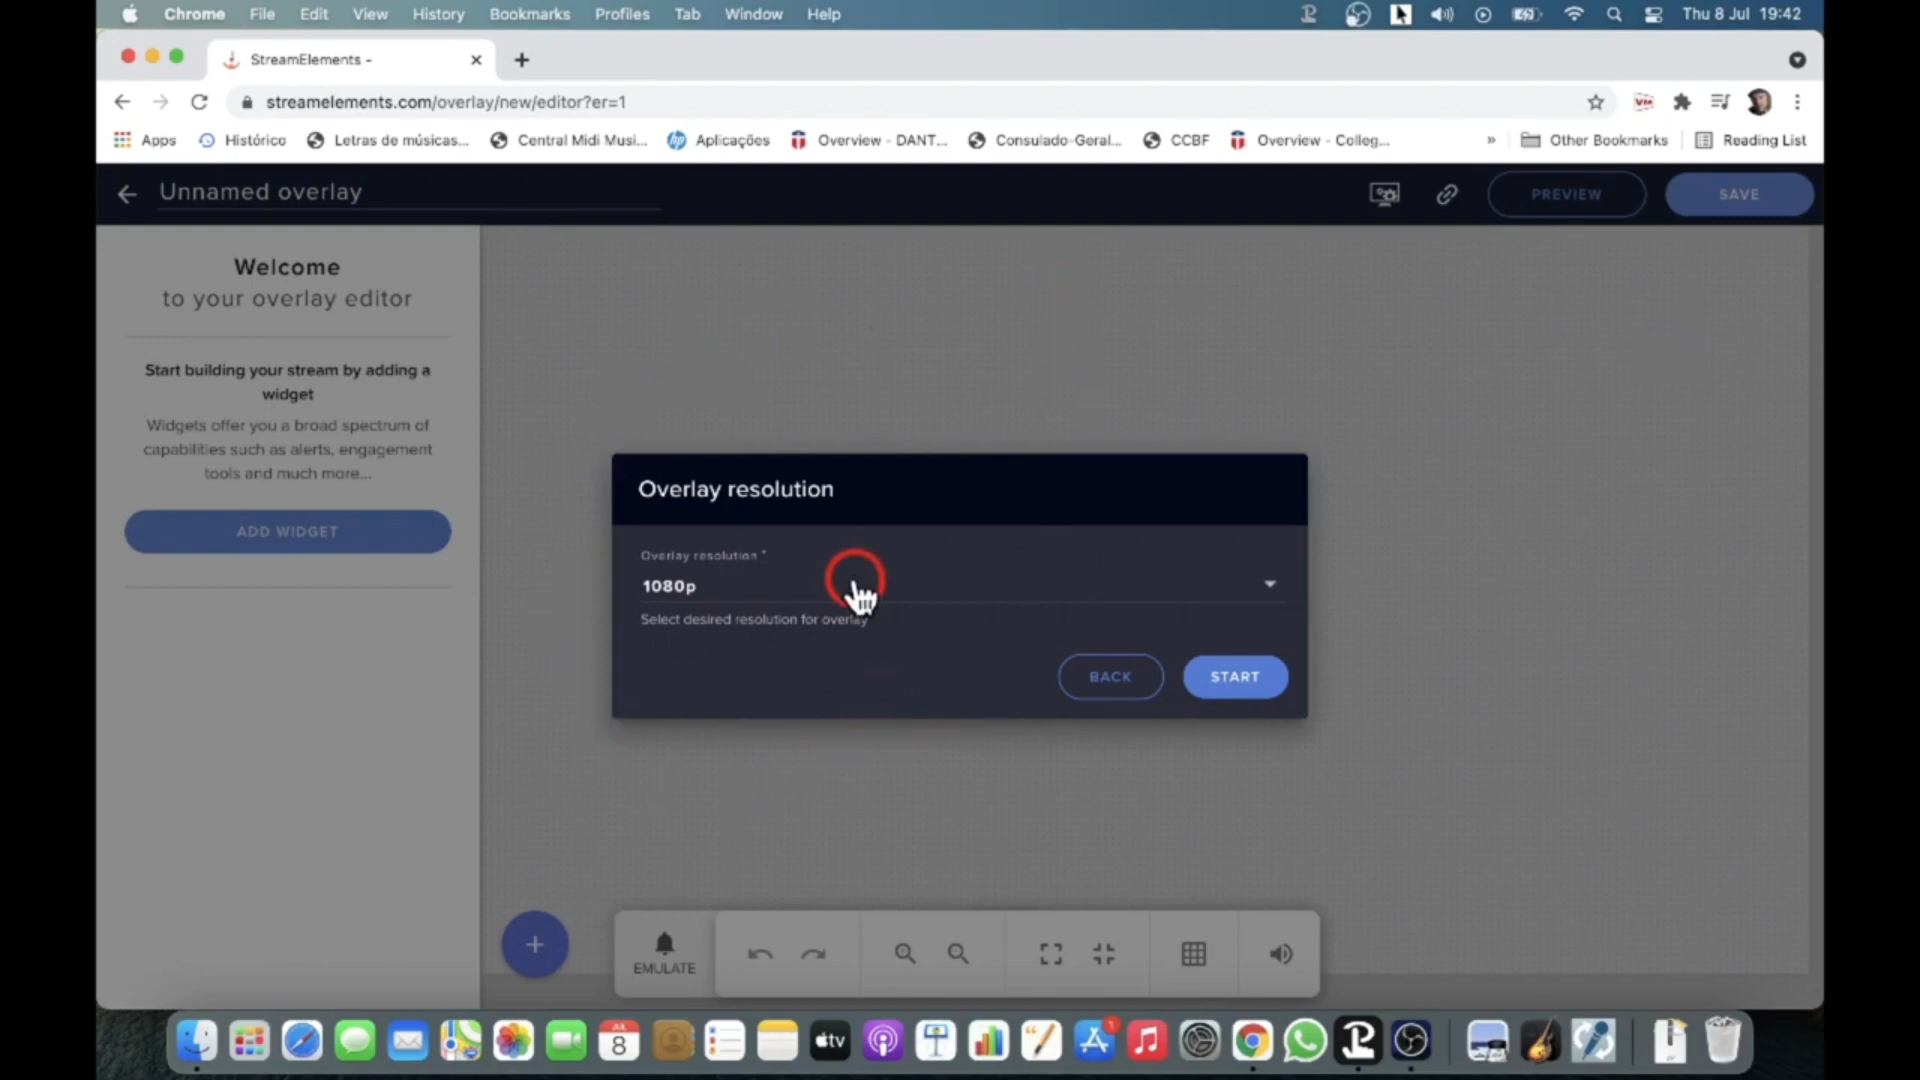 Chrome File Edit View History Bookmarks Profiles Tab Window Help Thu 8 Jul 19:42
StreamElements -
streamelements.com/overlay/new/editor?er=1
Apps Histórico Letras de músicas... Central Midi Musi... Aplicações Overview - DANT... Consulado-Geral... CCBF Overview - Colleg... » Other Bookmarks Reading List
Unnamed overlay PREVIEW SAVE
Welcome
to your overlay editor
Start building your stream by adding a
widget
Widgets offer you a broad spectrum of
capabilities such as alerts, engagement
tools and much more...
ADD WIDGET
Overlay resolution
Overlay resolution *
1080p
Select desired resolution for overlay
BACK START
EMULATE
JUL
8
tv
1